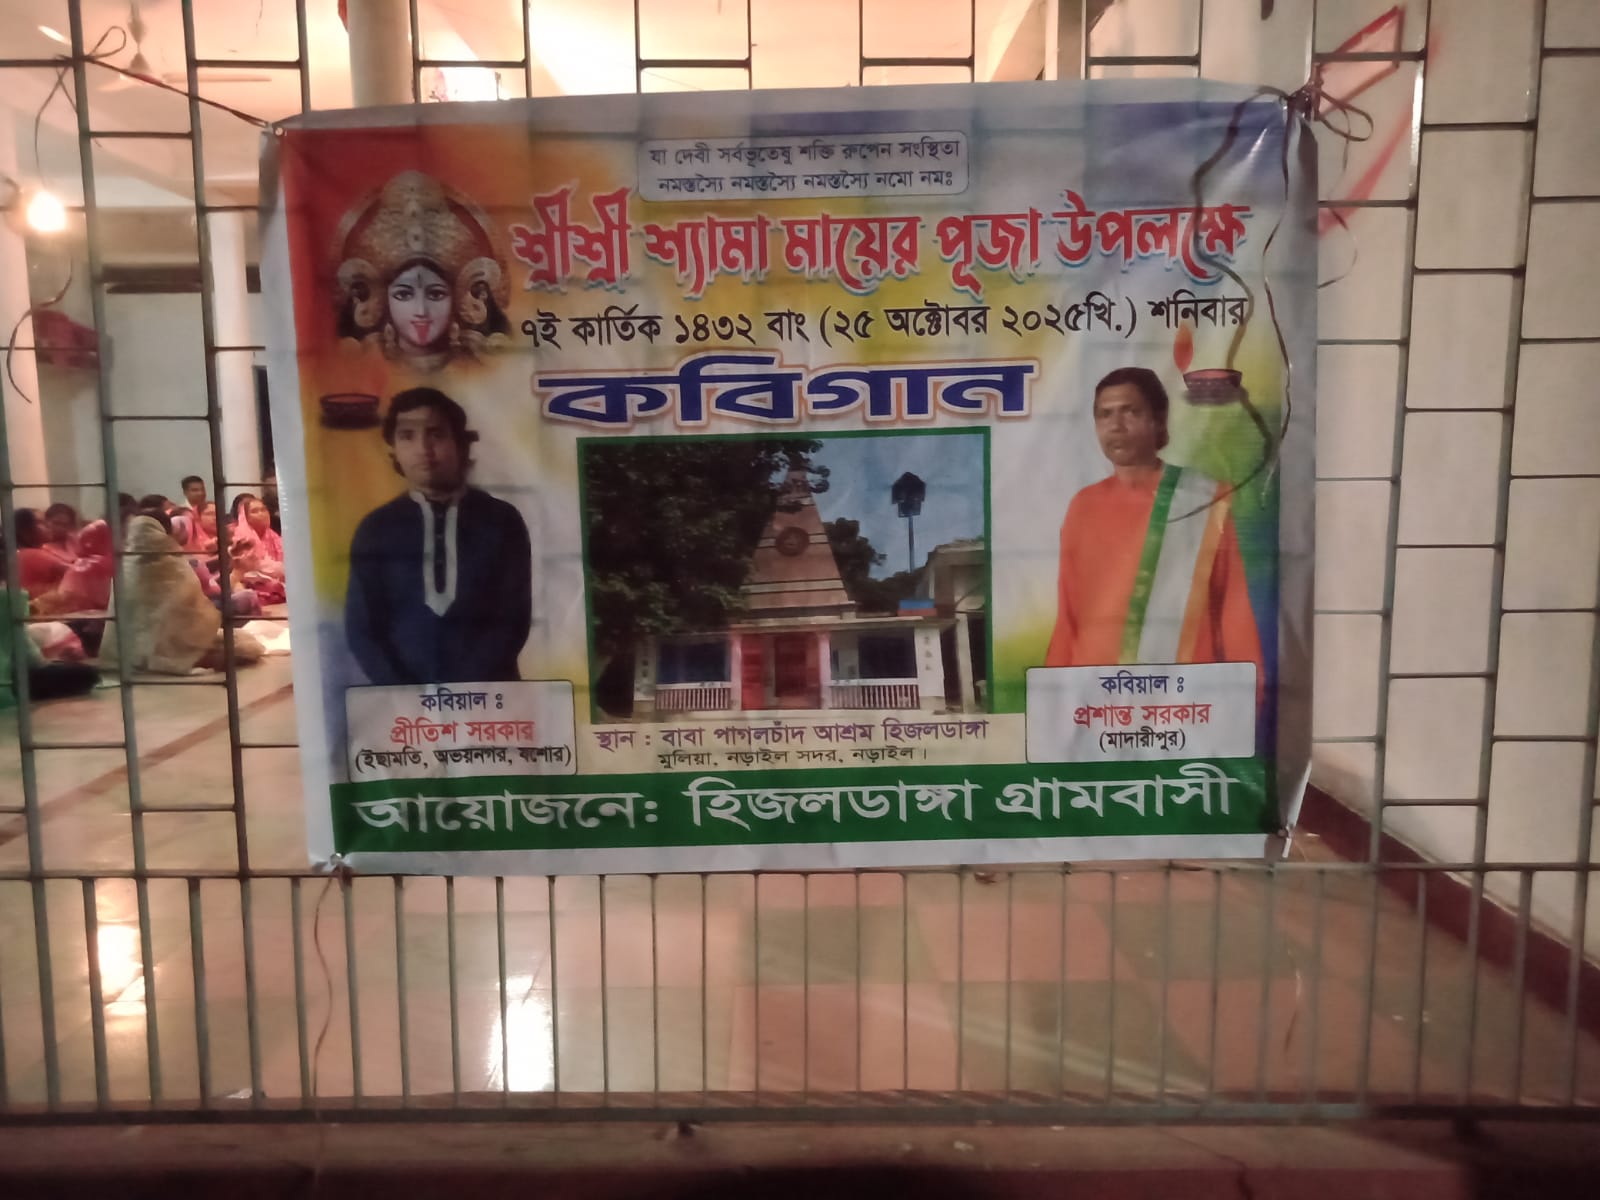 যা দেবী সর্বভূতেষু শক্তি রুপেন সংস্থিতা
নমস্তস্যৈ নমস্তস্যৈ নমস্তস্যৈ নমো নমঃ
শ্রীশ্রী শ্যামা মায়ের পূজা উপলক্ষে
৭ই কার্তিক ১৪৩২ বাং (২৫ অক্টোবর ২০২৫খি.) শনিবার
কবিগান
কবিয়াল ঃ
প্রীতিশ সরকার
(ইছামতি, অভয়নগর, যশোর)
স্থান : বাবা পাগলচাঁদ আশ্রম হিজলডাঙ্গা
মুলিয়া, নড়াইল সদর, নড়াইল।
কবিয়াল ঃ
প্রশান্ত সরকার
(মাদারীপুর)
আয়োজনে: হিজলডাঙ্গা গ্রামবাসী